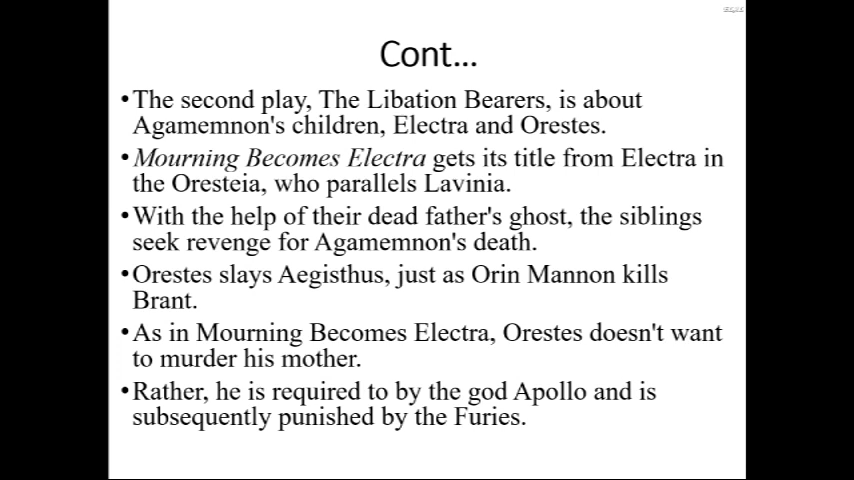 Cont...
•The second play, The Libation Bearers, is about
Agamemnon's children, Electra and Orestes.
•Mourning Becomes Electra gets its title from Electra in
the Oresteia, who parallels Lavinia.
•With the help of their dead father's ghost, the siblings
seek revenge for Agamemnon's death.
•Orestes slays Aegisthus, just as Orin Mannon kills
Brant.
•As in Mourning Becomes Electra, Orestes doesn't want
to murder his mother.
•Rather, he is required to by the god Apollo and is
subsequently punished by the Furies.